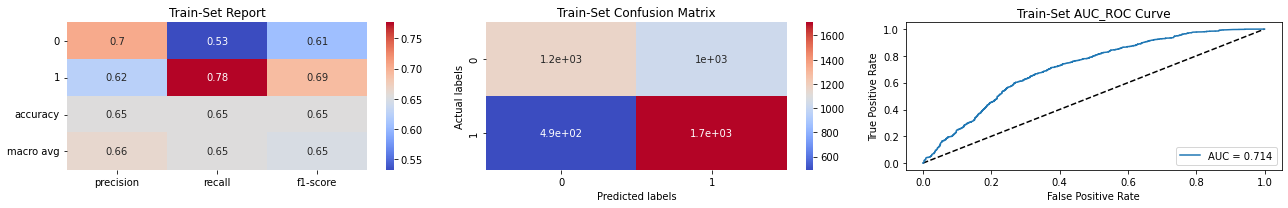 Train-Set Report
0 0.7 0.53 0.61
1 0.62 0.78 0.69
accuracy 0.65 0.65 0.65
macro avg 0.66 0.65 0.65
precision recall f1-score
0.75
0.70
0.65
0.60
0.55
Train-Set Confusion Matrix
Actual labels
0 1.2e+03 1e+03
1 4.9e+02 1.7e+03
0 1
Predicted labels
1600
1400
1200
1000
800
600
Train-Set AUC_ROC Curve
True Positive Rate
1.0
0.8
0.6
0.4
0.2
0.0
AUC = 0.714
0.0 0.2 0.4 0.6 0.8 1.0
False Positive Rate